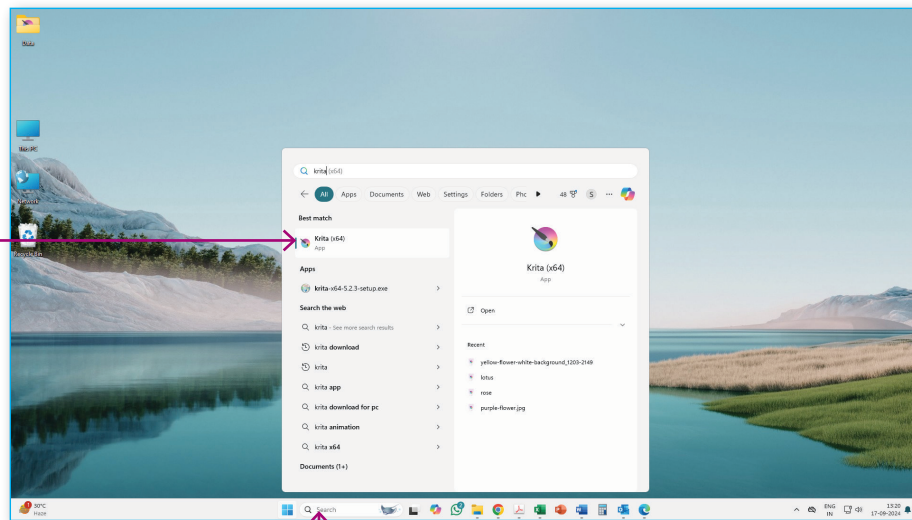 Data
This PC
Network
Recycle Bin
krita (x64)
All Apps Documents Web Settings Folders Pho 48 S ...
Best match
Krita (x64)
App
Apps
krita-x64-5.2.3-setup.exe
Search the web
krita - See more search results
krita download
krita
krita app
krita download for pc
krita animation
krita x64
Documents (1+)
Krita (x64)
App
Open
Recent
yellow-flower-white-background_1203-2149
lotus
rose
purple-flower.jpg
30°C
Haze
Search
ENG
IN
13:20
17-09-2024